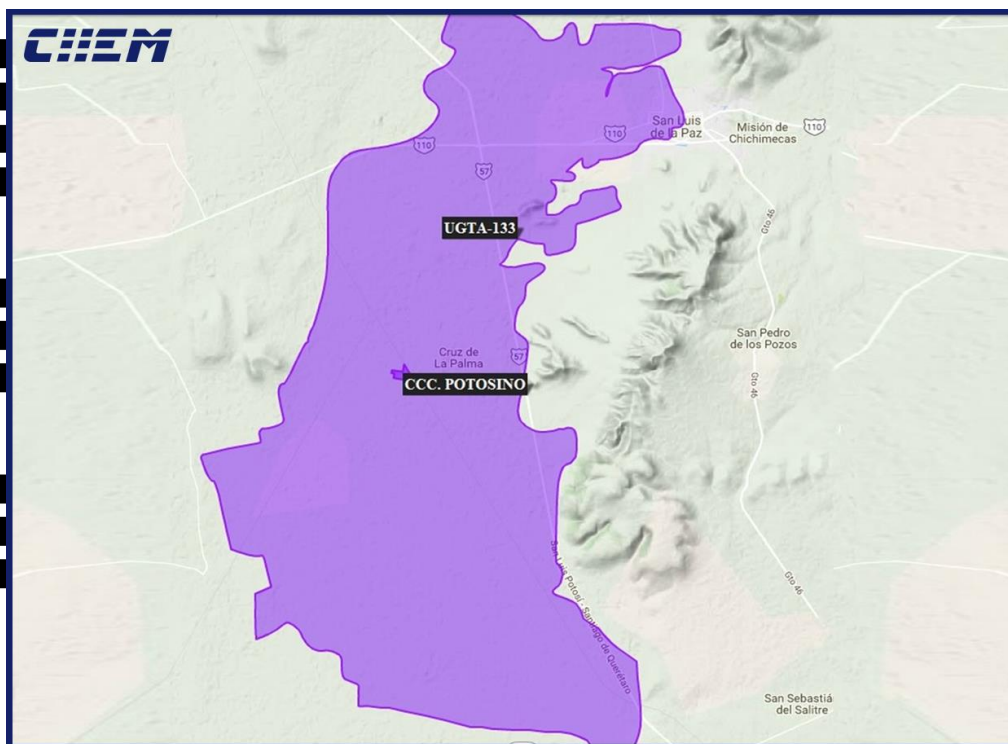 CIIEM
San Luis
de la Paz
110
Misión de
Chichimecas
110
110
57
UGTA-133
Gto 46
San Pedro
de los Pozos
Cruz de
La Palma
57
CCC. POTOSINO
Gto 46
San Luis Potosí - Santiago de Querétaro
Gto 46
San Sebastiá
del Salitre